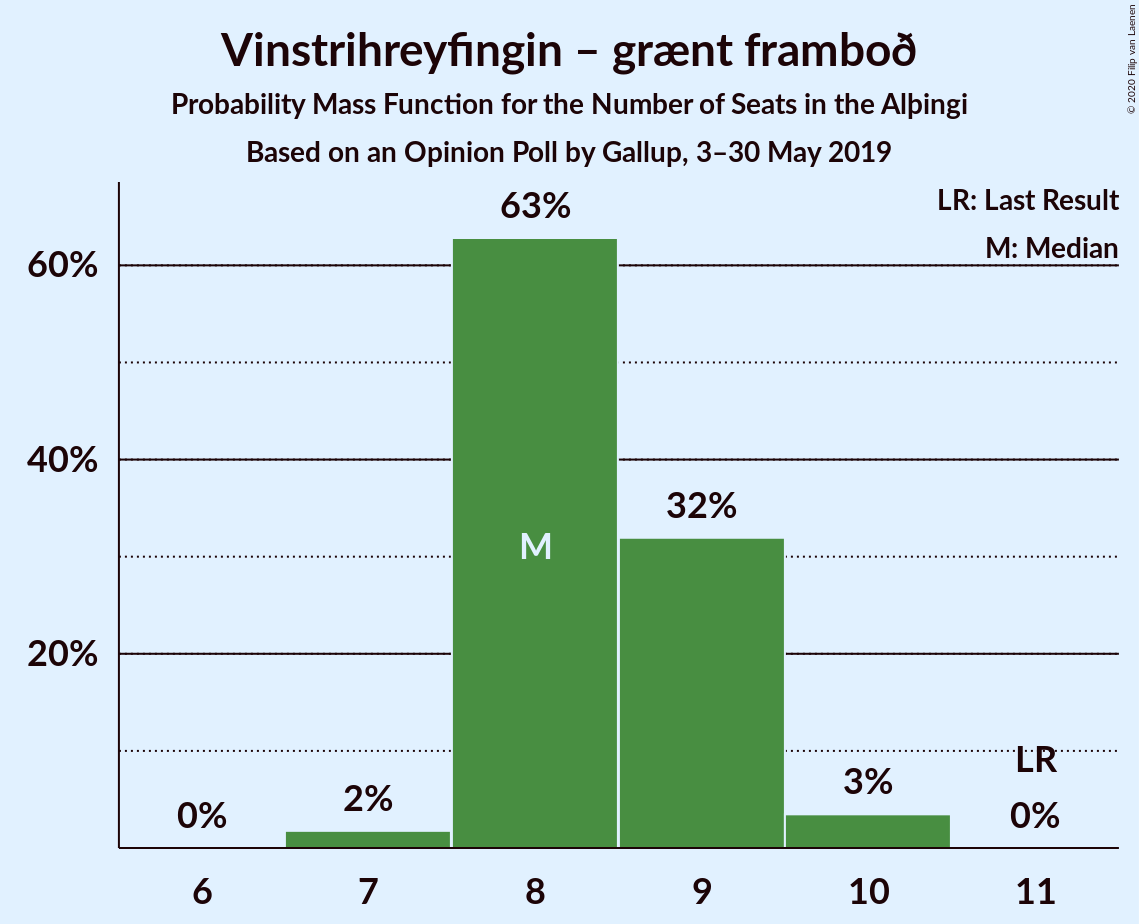 Vinstrihreyfingin – grænt framboð
Probability Mass Function for the Number of Seats in the Alþingi
Based on an Opinion Poll by Gallup, 3–30 May 2019
© 2020 Filip van Laenen
LR: Last Result
M: Median
60%
40%
20%
0%
2%
63%
M
32%
3%
LR
0%
6 7 8 9 10 11